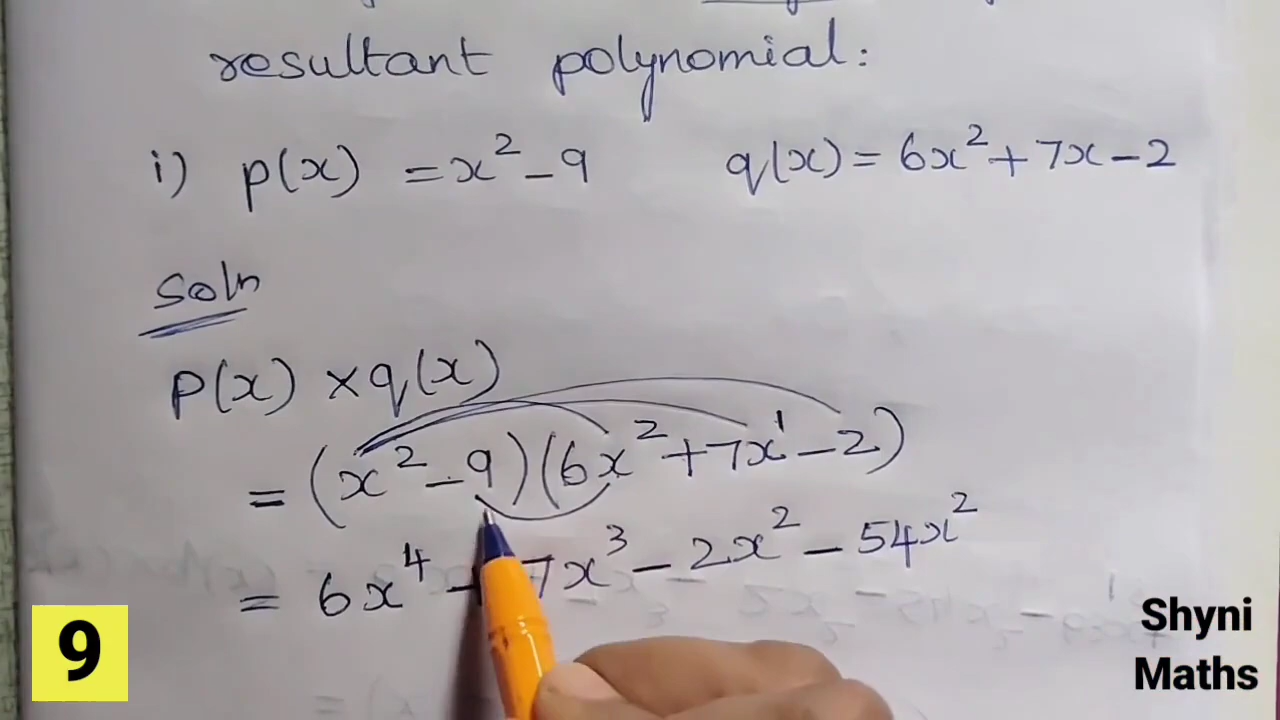 resultant polynomial:
i) p(x) = x² - 9 q(x) = 6x² + 7x - 2
Soln
P(x) × q(x)
= (x² - 9)(6x² + 7x¹ - 2)
= 6x⁴ + 7x³ - 2x² - 54x²
9
Shyni
Maths